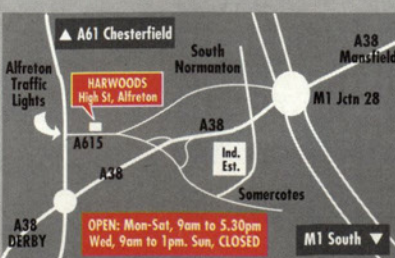 ▲ A61 Chesterfield
A38
Mansfield
South
Normanton
Alfreton
Traffic
Lights
HARWOODS
High St, Alfreton
M1 Jctn 28
A38
A615
Ind.
Est.
A38
Somercotes
A38
DERBY
OPEN: Mon-Sat, 9am to 5.30pm
Wed, 9am to 1pm. Sun, CLOSED
M1 South ▼